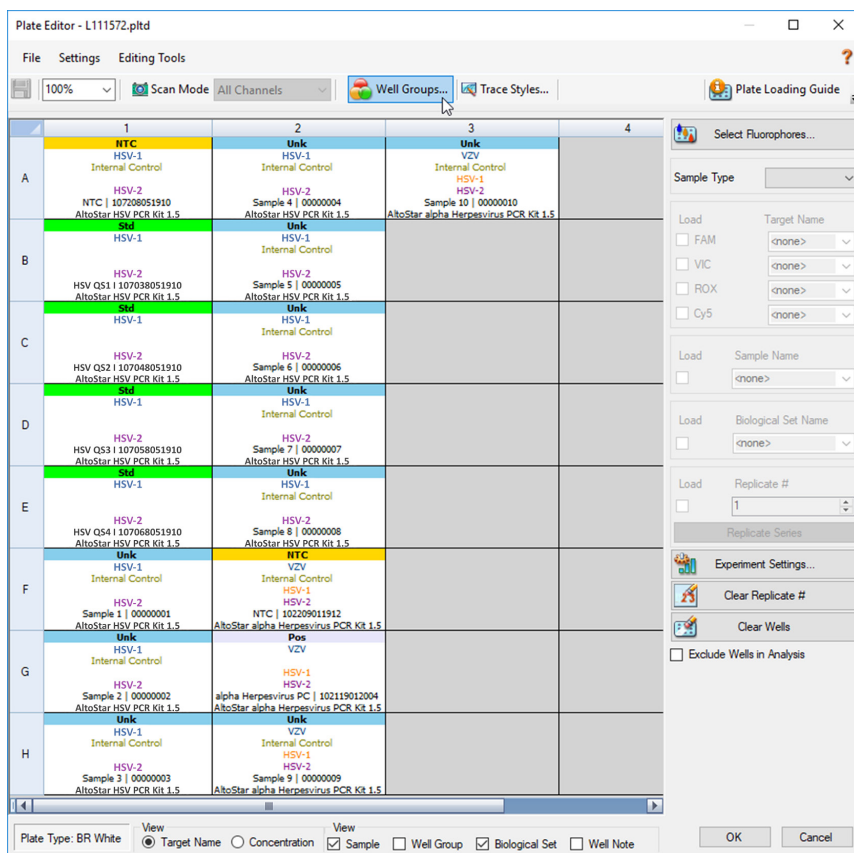 Plate Editor - L111572.pltd
File Settings Editing Tools ?
100% Scan Mode All Channels Well Groups... Trace Styles... Plate Loading Guide
1 2 3 4
A
NTC
HSV-1
Internal Control
HSV-2
NTC | 107208051910
AltoStar HSV PCR Kit 1.5
Unk
HSV-1
Internal Control
HSV-2
Sample 4 | 00000004
AltoStar HSV PCR Kit 1.5
Unk
VZV
Internal Control
HSV-1
HSV-2
Sample 10 | 00000010
AltoStar alpha Herpesvirus PCR Kit 1.5
B
Std
HSV-1
HSV-2
HSV QS1 I 107038051910
AltoStar HSV PCR Kit 1.5
Unk
HSV-1
Internal Control
HSV-2
Sample 5 | 00000005
AltoStar HSV PCR Kit 1.5
C
Std
HSV-1
HSV-2
HSV QS2 I 107048051910
AltoStar HSV PCR Kit 1.5
Unk
HSV-1
Internal Control
HSV-2
Sample 6 | 00000006
AltoStar HSV PCR Kit 1.5
D
Std
HSV-1
HSV-2
HSV QS3 I 107058051910
AltoStar HSV PCR Kit 1.5
Unk
HSV-1
Internal Control
HSV-2
Sample 7 | 00000007
AltoStar HSV PCR Kit 1.5
E
Std
HSV-1
HSV-2
HSV QS4 I 107068051910
AltoStar HSV PCR Kit 1.5
Unk
HSV-1
Internal Control
HSV-2
Sample 8 | 00000008
AltoStar HSV PCR Kit 1.5
F
Unk
HSV-1
Internal Control
HSV-2
Sample 1 | 00000001
AltoStar HSV PCR Kit 1.5
NTC
VZV
Internal Control
HSV-1
HSV-2
NTC | 102209011912
AltoStar alpha Herpesvirus PCR Kit 1.5
G
Unk
HSV-1
Internal Control
HSV-2
Sample 2 | 00000002
AltoStar HSV PCR Kit 1.5
Pos
VZV
HSV-1
HSV-2
alpha Herpesvirus PC | 102119012004
AltoStar alpha Herpesvirus PCR Kit 1.5
H
Unk
HSV-1
Internal Control
HSV-2
Sample 3 | 00000003
AltoStar HSV PCR Kit 1.5
Unk
VZV
Internal Control
HSV-1
HSV-2
Sample 9 | 00000009
AltoStar alpha Herpesvirus PCR Kit 1.5
Select Fluorophores...
Sample Type
Load Target Name
FAM <none>
VIC <none>
ROX <none>
Cy5 <none>
Load Sample Name
<none>
Load Biological Set Name
<none>
Load Replicate #
1
Replicate Series
Experiment Settings...
Clear Replicate #
Clear Wells
Exclude Wells in Analysis
Plate Type: BR White
View
Target Name Concentration
View
Sample Well Group Biological Set Well Note
OK Cancel